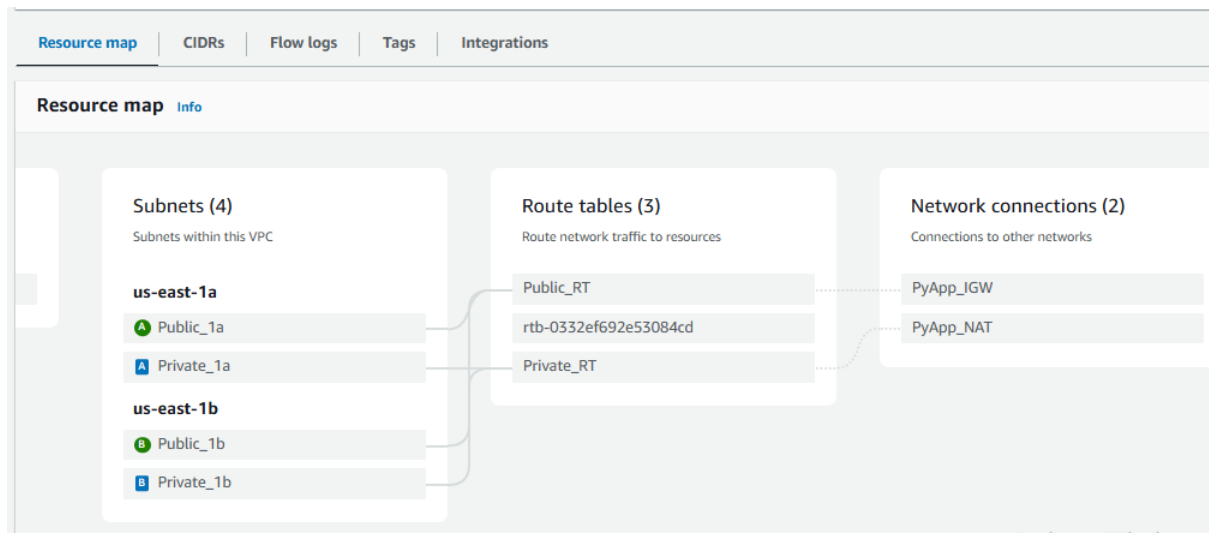 Resource map CIDRs Flow logs Tags Integrations
Resource map Info
Subnets (4)
Subnets within this VPC
us-east-1a
A Public_1a
A Private_1a
us-east-1b
B Public_1b
B Private_1b
Route tables (3)
Route network traffic to resources
Public_RT
rtb-0332ef692e53084cd
Private_RT
Network connections (2)
Connections to other networks
PyApp_IGW
PyApp_NAT